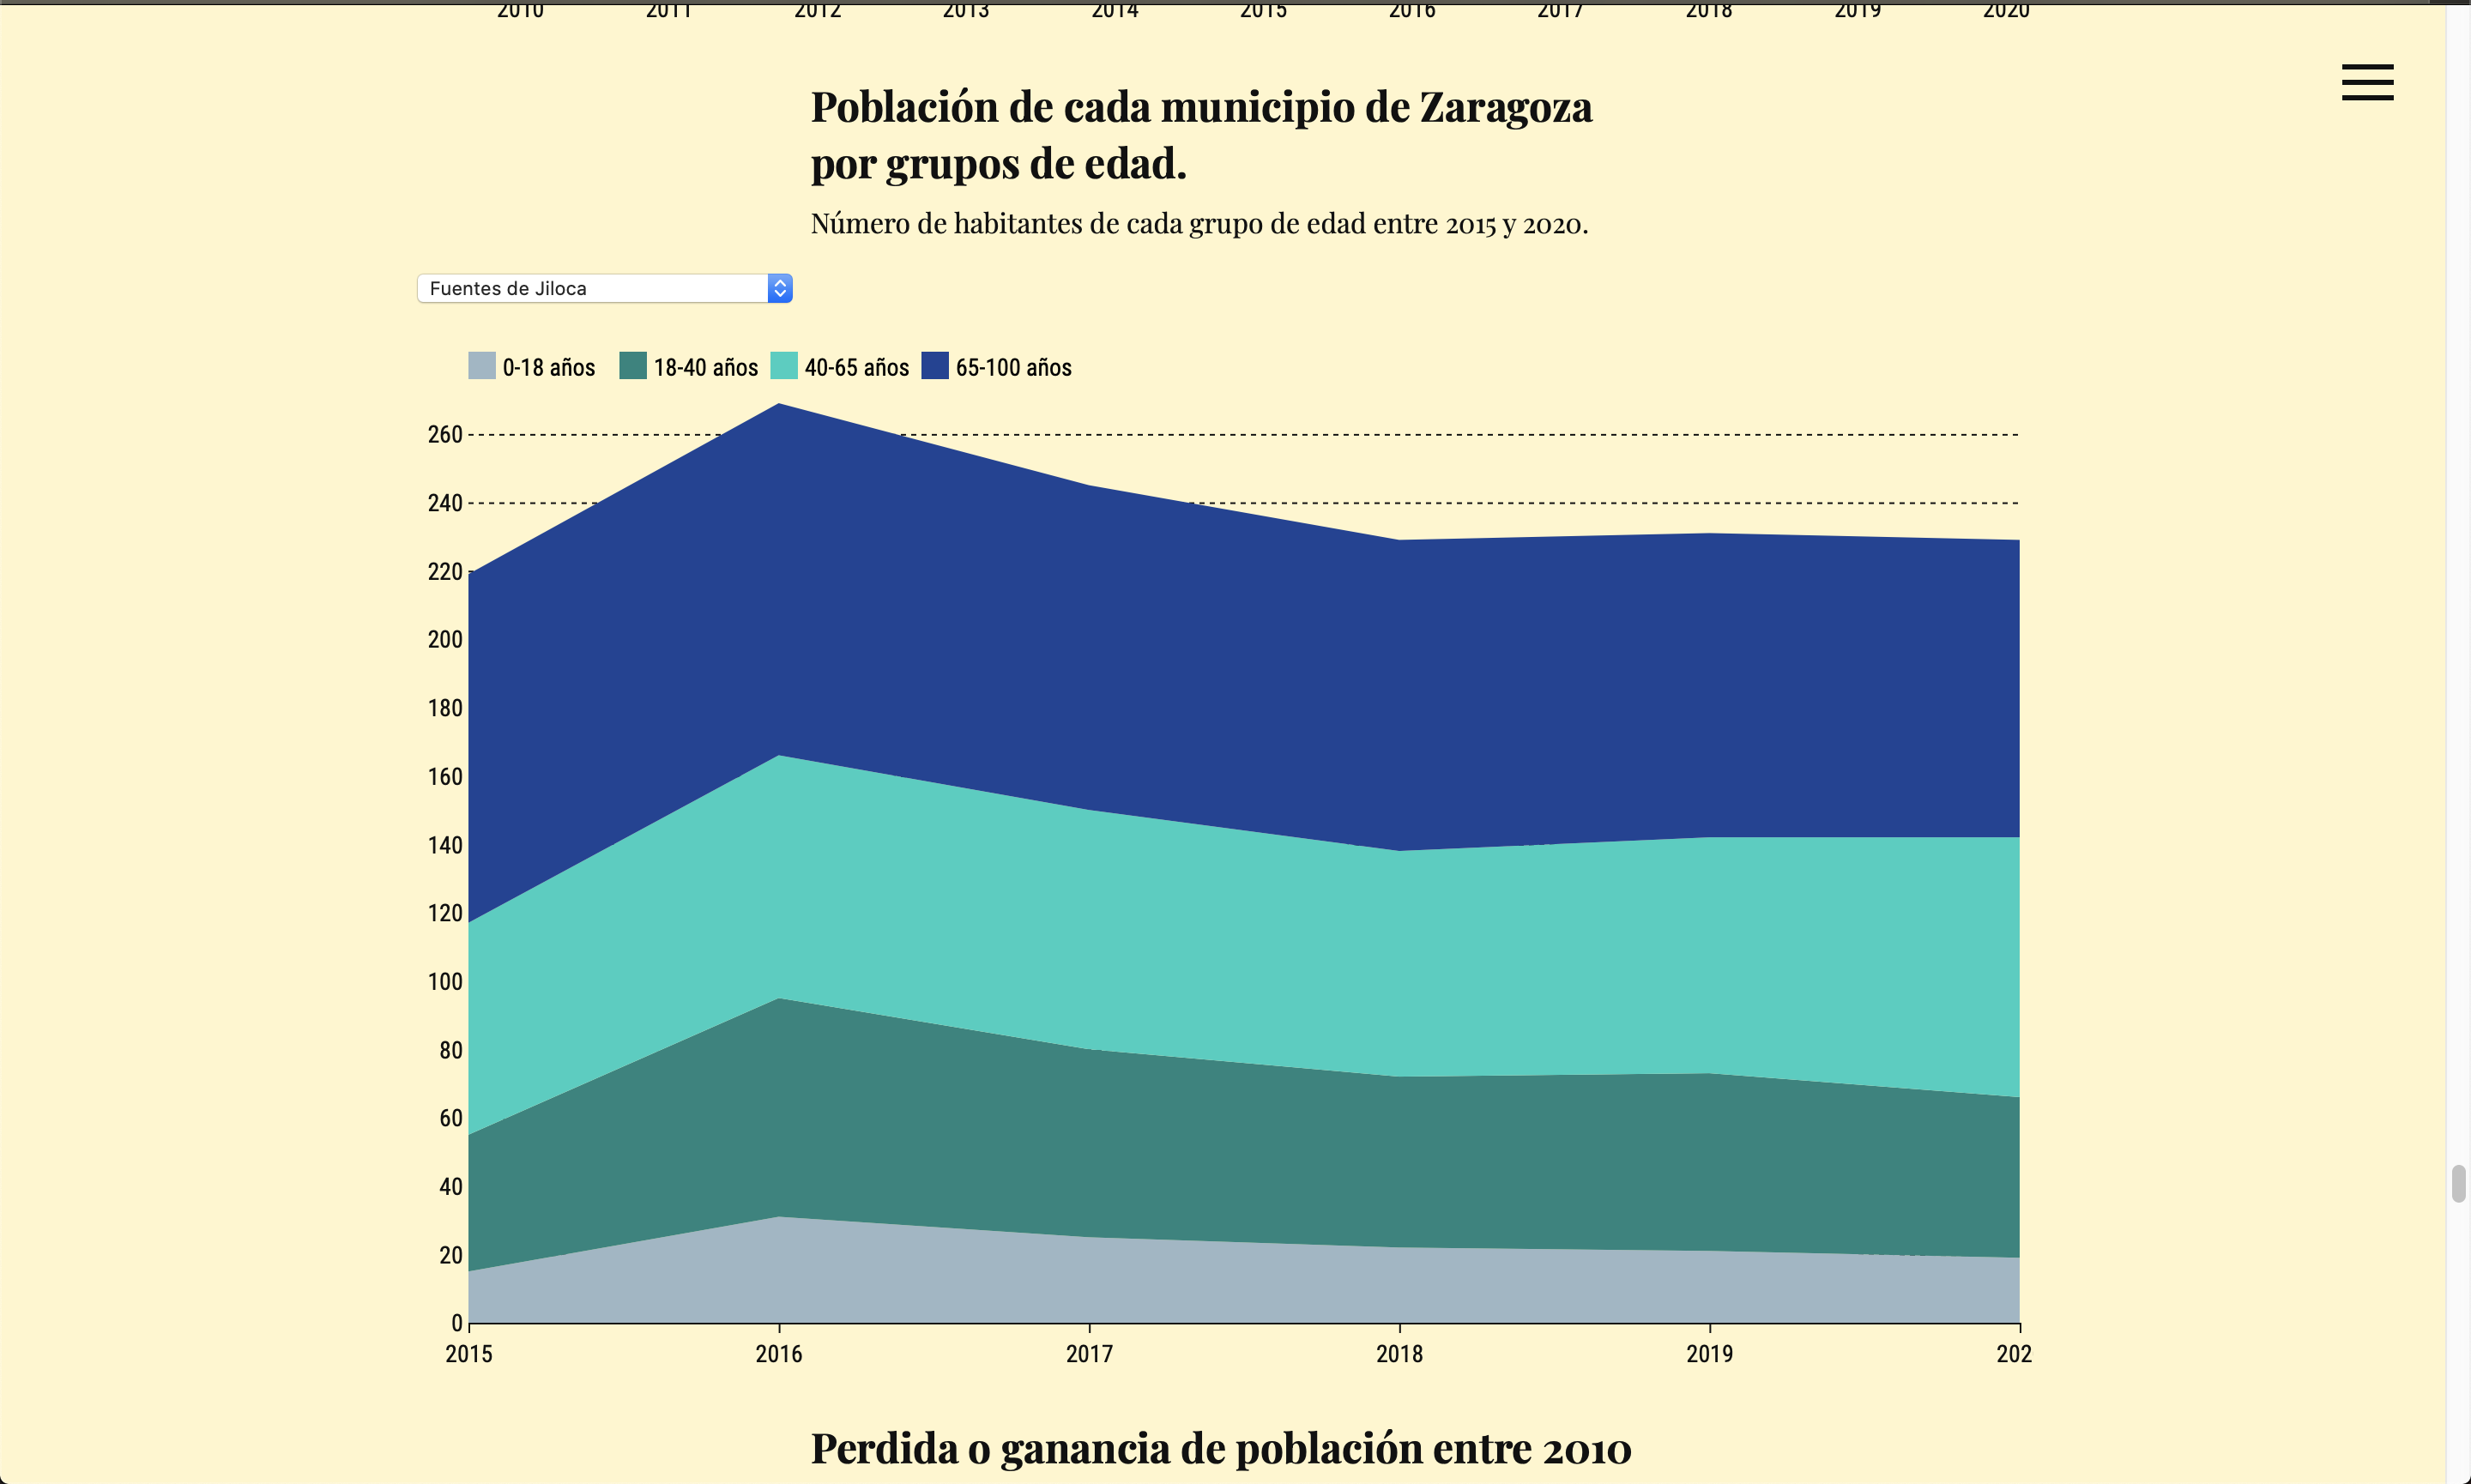 2010 2011 2012 2013 2014 2015 2016 2017 2018 2019 2020
Población de cada municipio de Zaragoza
por grupos de edad.
Número de habitantes de cada grupo de edad entre 2015 y 2020.
Fuentes de Jiloca
0-18 años 18-40 años 40-65 años 65-100 años
260
240
220
200
180
160
140
120
100
80
60
40
20
0
2015 2016 2017 2018 2019 202
Perdida o ganancia de población entre 2010